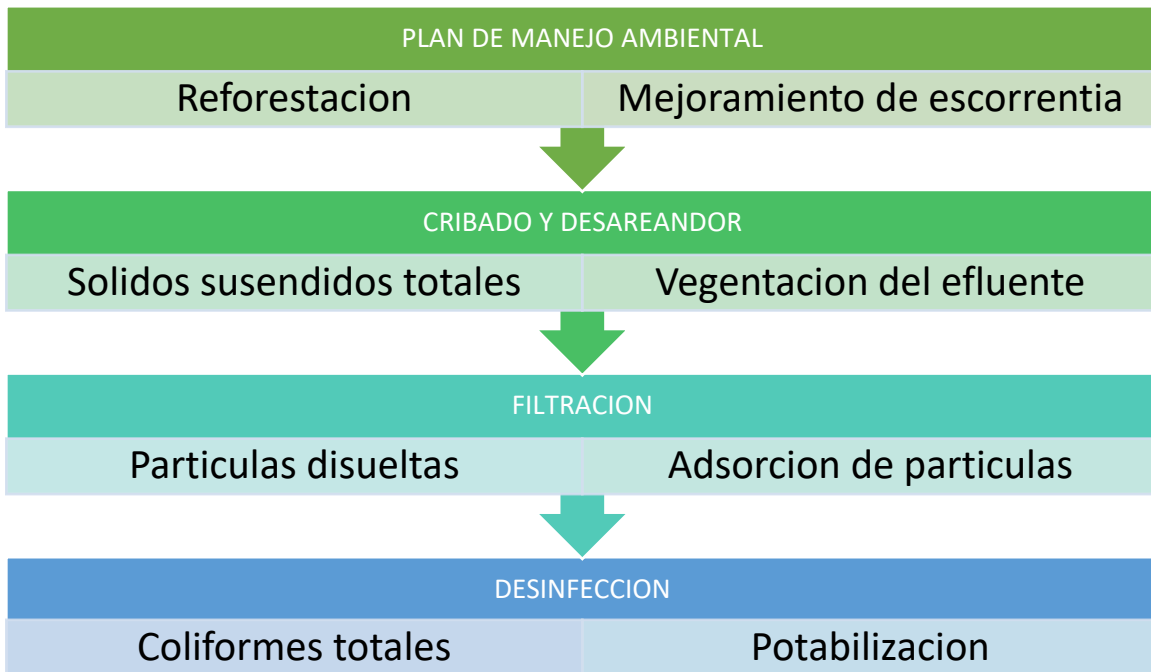 PLAN DE MANEJO AMBIENTAL
Reforestacion
Mejoramiento de escorrentia
CRIBADO Y DESAREANDOR
Solidos susendidos totales
Vegentacion del efluente
FILTRACION
Particulas disueltas
Adsorcion de particulas
DESINFECCION
Coliformes totales
Potabilizacion